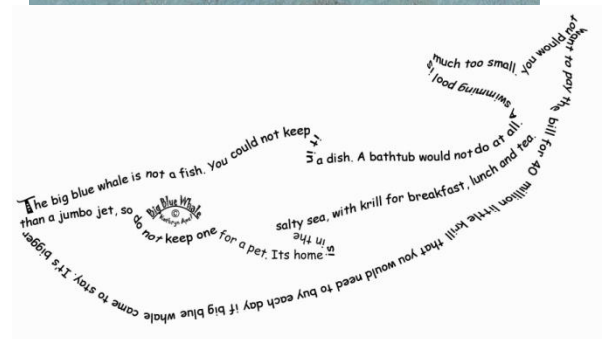 The big blue whale is not a fish. You could not keep
it in a dish. A bathtub would not do at all.
A swimming pool is
much too small. you would not
want to pay the bill for 40 million little krill that you would need to buy each day if big blue whale came to stay. It's bigger
than a jumbo jet, so
do not keep one for a pet. Its home is
in the
salty sea, with krill for breakfast, lunch and tea.
Big Blue Whale
©
Kathryn Apel